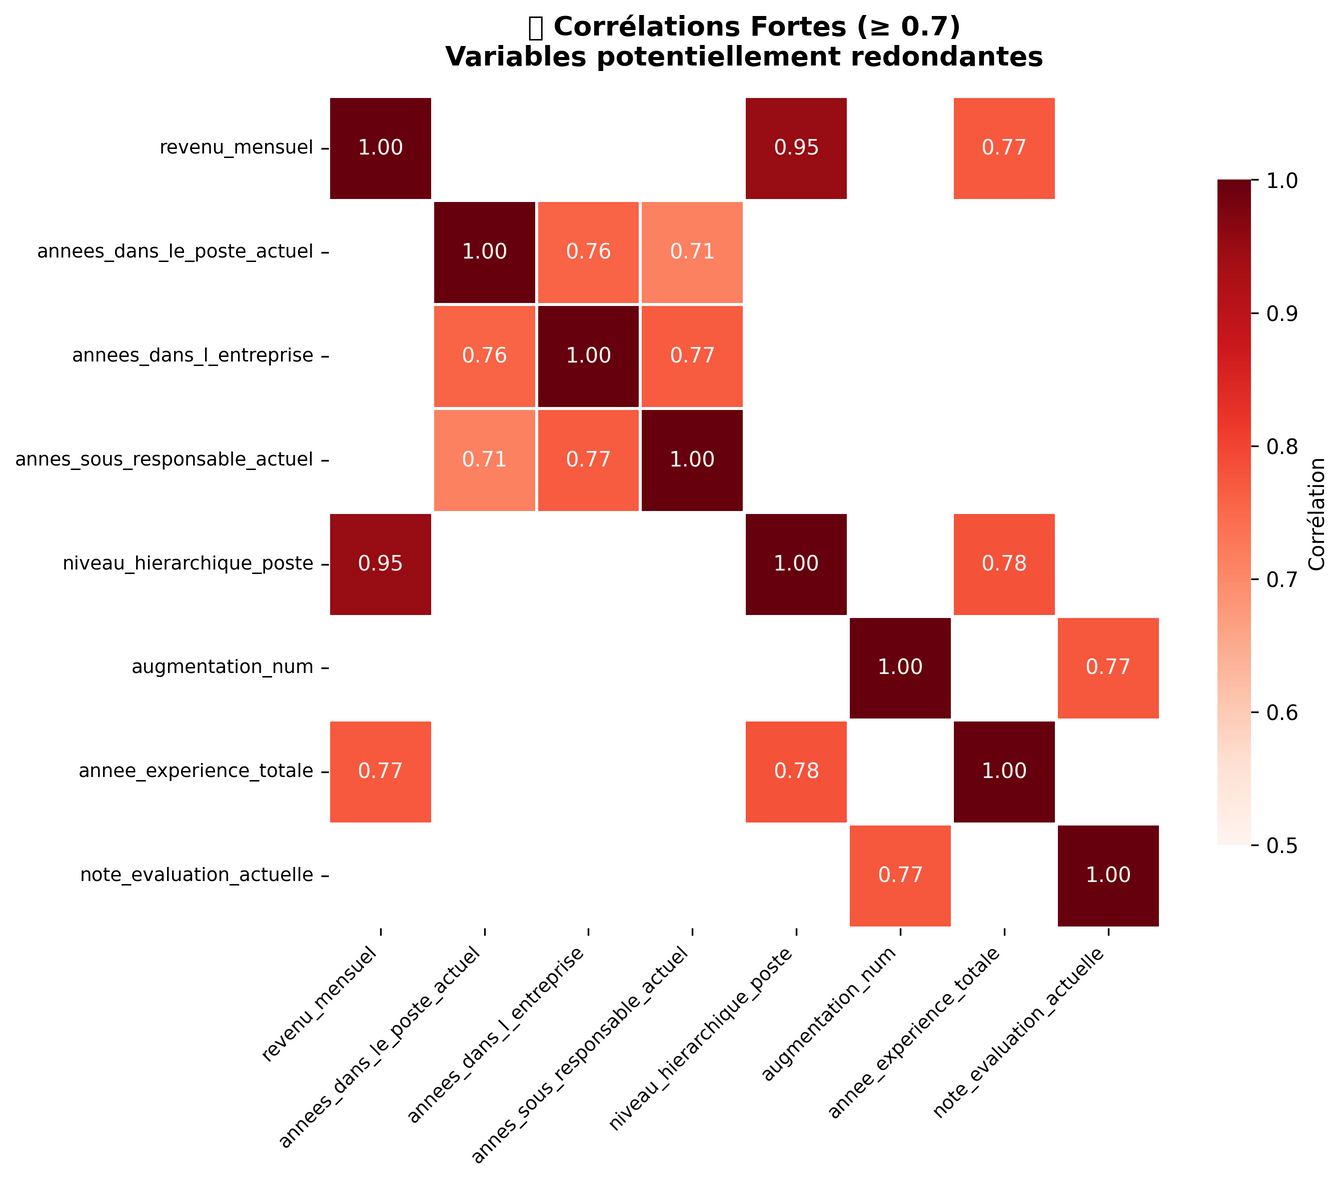 Corrélations Fortes (≥ 0.7)
Variables potentiellement redondantes
revenu_mensuel 1.00 0.95 0.77
annees_dans_le_poste_actuel 1.00 0.76 0.71
annees_dans_l_entreprise 0.76 1.00 0.77
annes_sous_responsable_actuel 0.71 0.77 1.00
niveau_hierarchique_poste 0.95 1.00 0.78
augmentation_num 1.00 0.77
annee_experience_totale 0.77 0.78 1.00
note_evaluation_actuelle 0.77 1.00
revenu_mensuel
annees_dans_le_poste_actuel
annees_dans_l_entreprise
annes_sous_responsable_actuel
niveau_hierarchique_poste
augmentation_num
annee_experience_totale
note_evaluation_actuelle
1.0
0.9
0.8
0.7
0.6
0.5
Corrélation